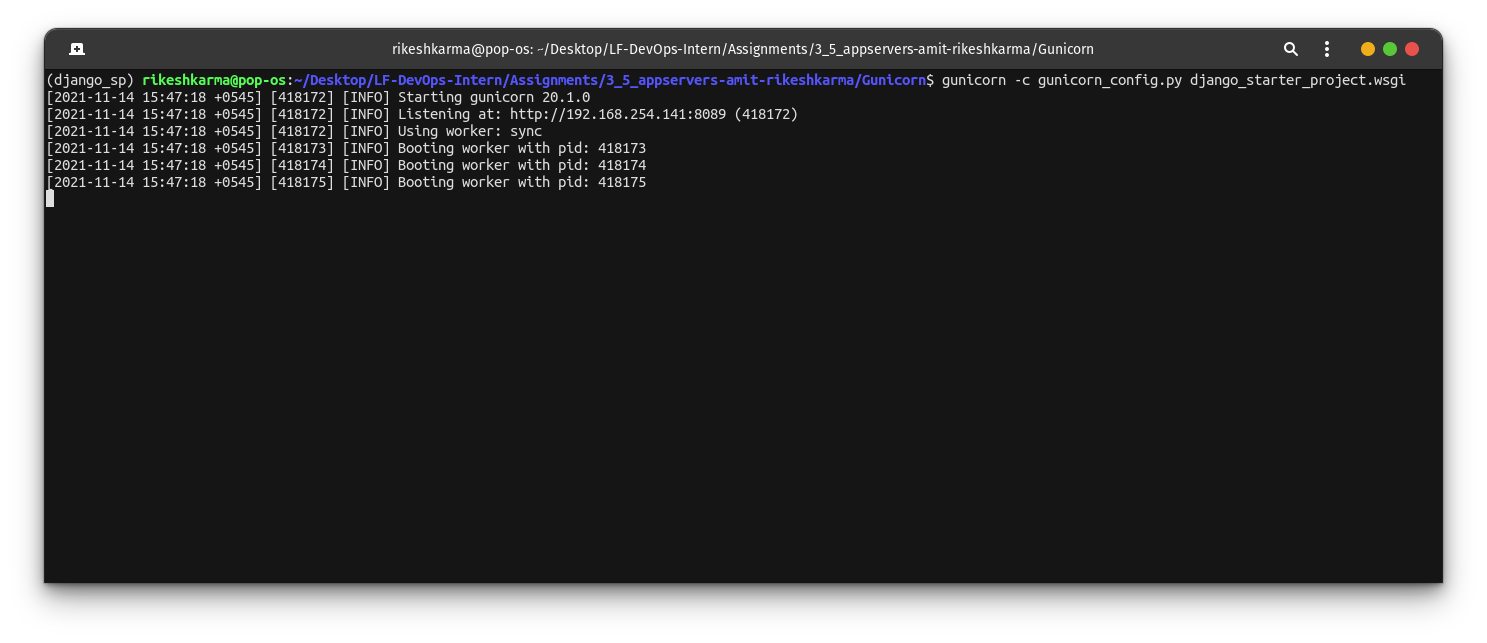 rikeshkarma@pop-os: ~/Desktop/LF-DevOps-Intern/Assignments/3_5_appservers-amit-rikeshkarma/Gunicorn
(django_sp) rikeshkarma@pop-os:~/Desktop/LF-DevOps-Intern/Assignments/3_5_appservers-amit-rikeshkarma/Gunicorn$ gunicorn -c gunicorn_config.py django_starter_project.wsgi
[2021-11-14 15:47:18 +0545] [418172] [INFO] Starting gunicorn 20.1.0
[2021-11-14 15:47:18 +0545] [418172] [INFO] Listening at: http://192.168.254.141:8089 (418172)
[2021-11-14 15:47:18 +0545] [418172] [INFO] Using worker: sync
[2021-11-14 15:47:18 +0545] [418173] [INFO] Booting worker with pid: 418173
[2021-11-14 15:47:18 +0545] [418174] [INFO] Booting worker with pid: 418174
[2021-11-14 15:47:18 +0545] [418175] [INFO] Booting worker with pid: 418175